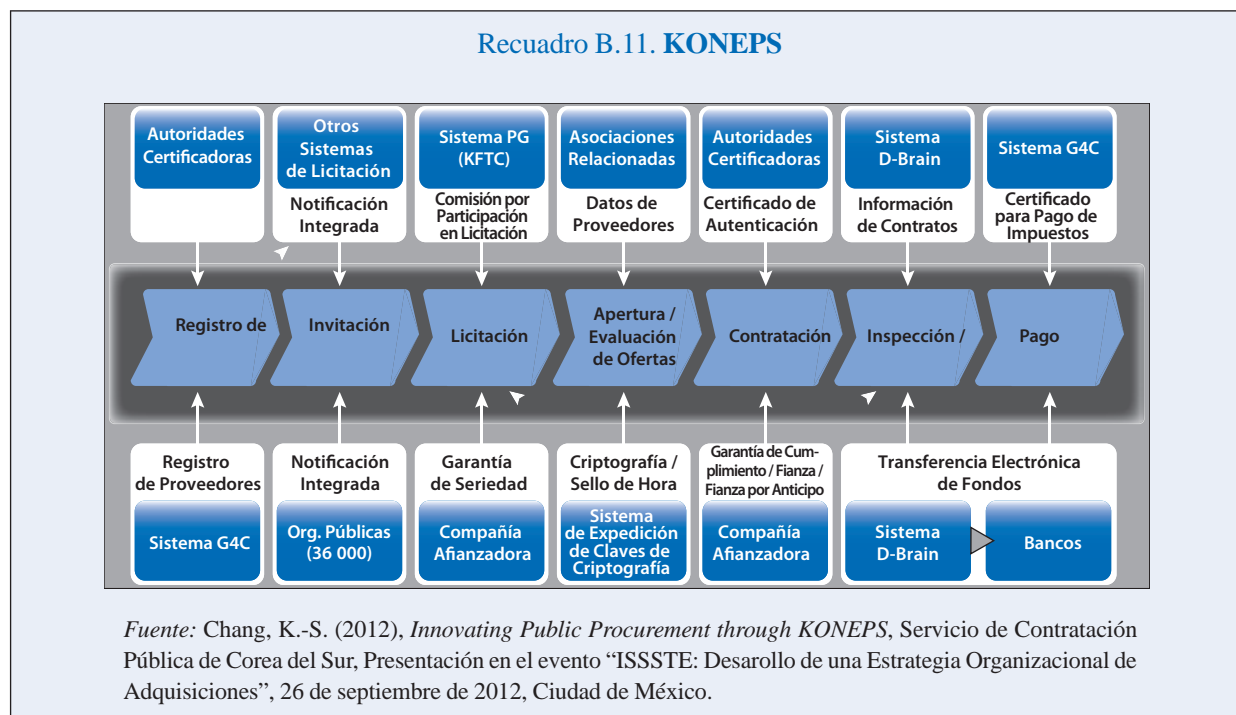 Recuadro B.11. KONEPS
Autoridades
Certificadoras
Otros
Sistemas
de Licitación
Notificación
Integrada
Sistema PG
(KFTC)
Comisión por
Participación
en Licitación
Asociaciones
Relacionadas
Datos de
Proveedores
Autoridades
Certificadoras
Certificado de
Autenticación
Sistema
D-Brain
Información
de Contratos
Sistema G4C
Certificado
para Pago de
Impuestos
Registro de
Invitación
Licitación
Apertura /
Evaluación
de Ofertas
Contratación
Inspección /
Pago
Registro
de Proveedores
Sistema G4C
Notificación
Integrada
Org. Públicas
(36 000)
Garantía
de Seriedad
Compañía
Afianzadora
Criptografía /
Sello de Hora
Sistema
de Expedición
de Claves de
Criptografía
Garantía de Cum-
plimiento / Fianza /
Fianza por Anticipo
Compañía
Afianzadora
Transferencia Electrónica
de Fondos
Sistema
D-Brain
Bancos
Fuente: Chang, K.-S. (2012), Innovating Public Procurement through KONEPS, Servicio de Contratación
Pública de Corea del Sur, Presentación en el evento “ISSSTE: Desarollo de una Estrategia Organizacional de
Adquisiciones”, 26 de septiembre de 2012, Ciudad de México.